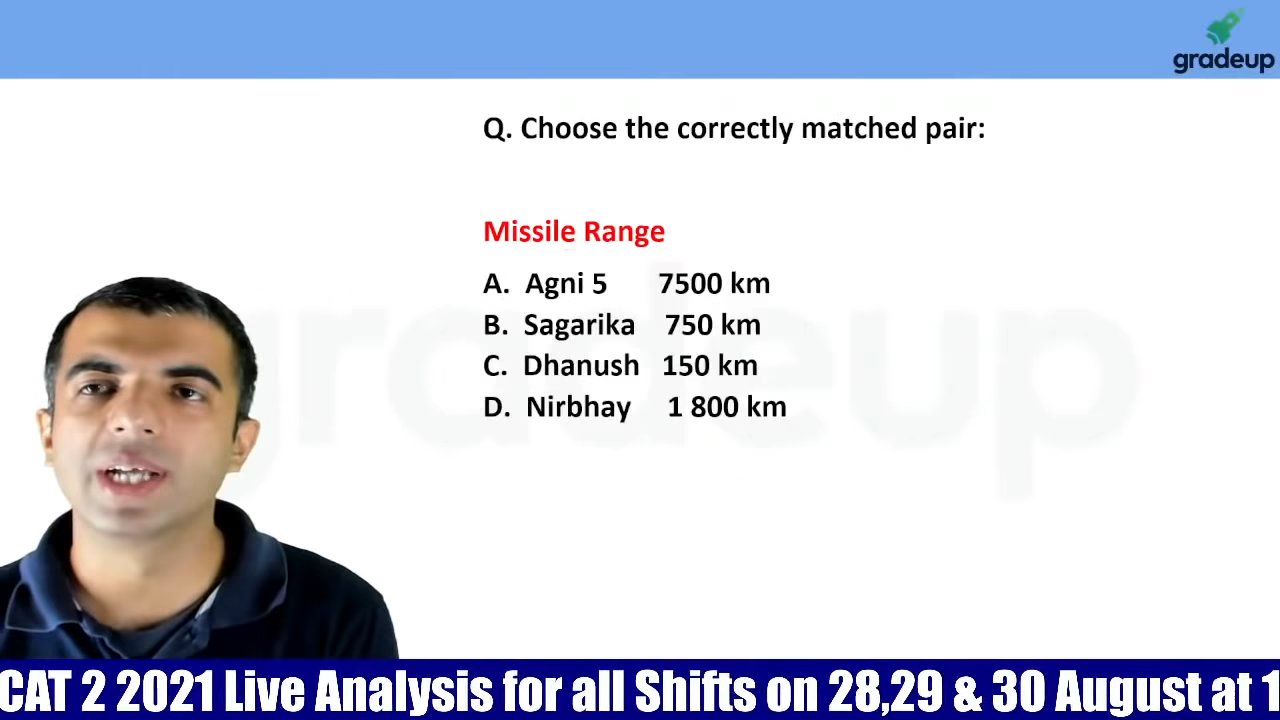 gradeup
Q. Choose the correctly matched pair:
Missile Range
A. Agni 5 7500 km
B. Sagarika 750 km
C. Dhanush 150 km
D. Nirbhay 1 800 km
gradeup
CAT 2 2021 Live Analysis for all Shifts on 28,29 & 30 August at 1